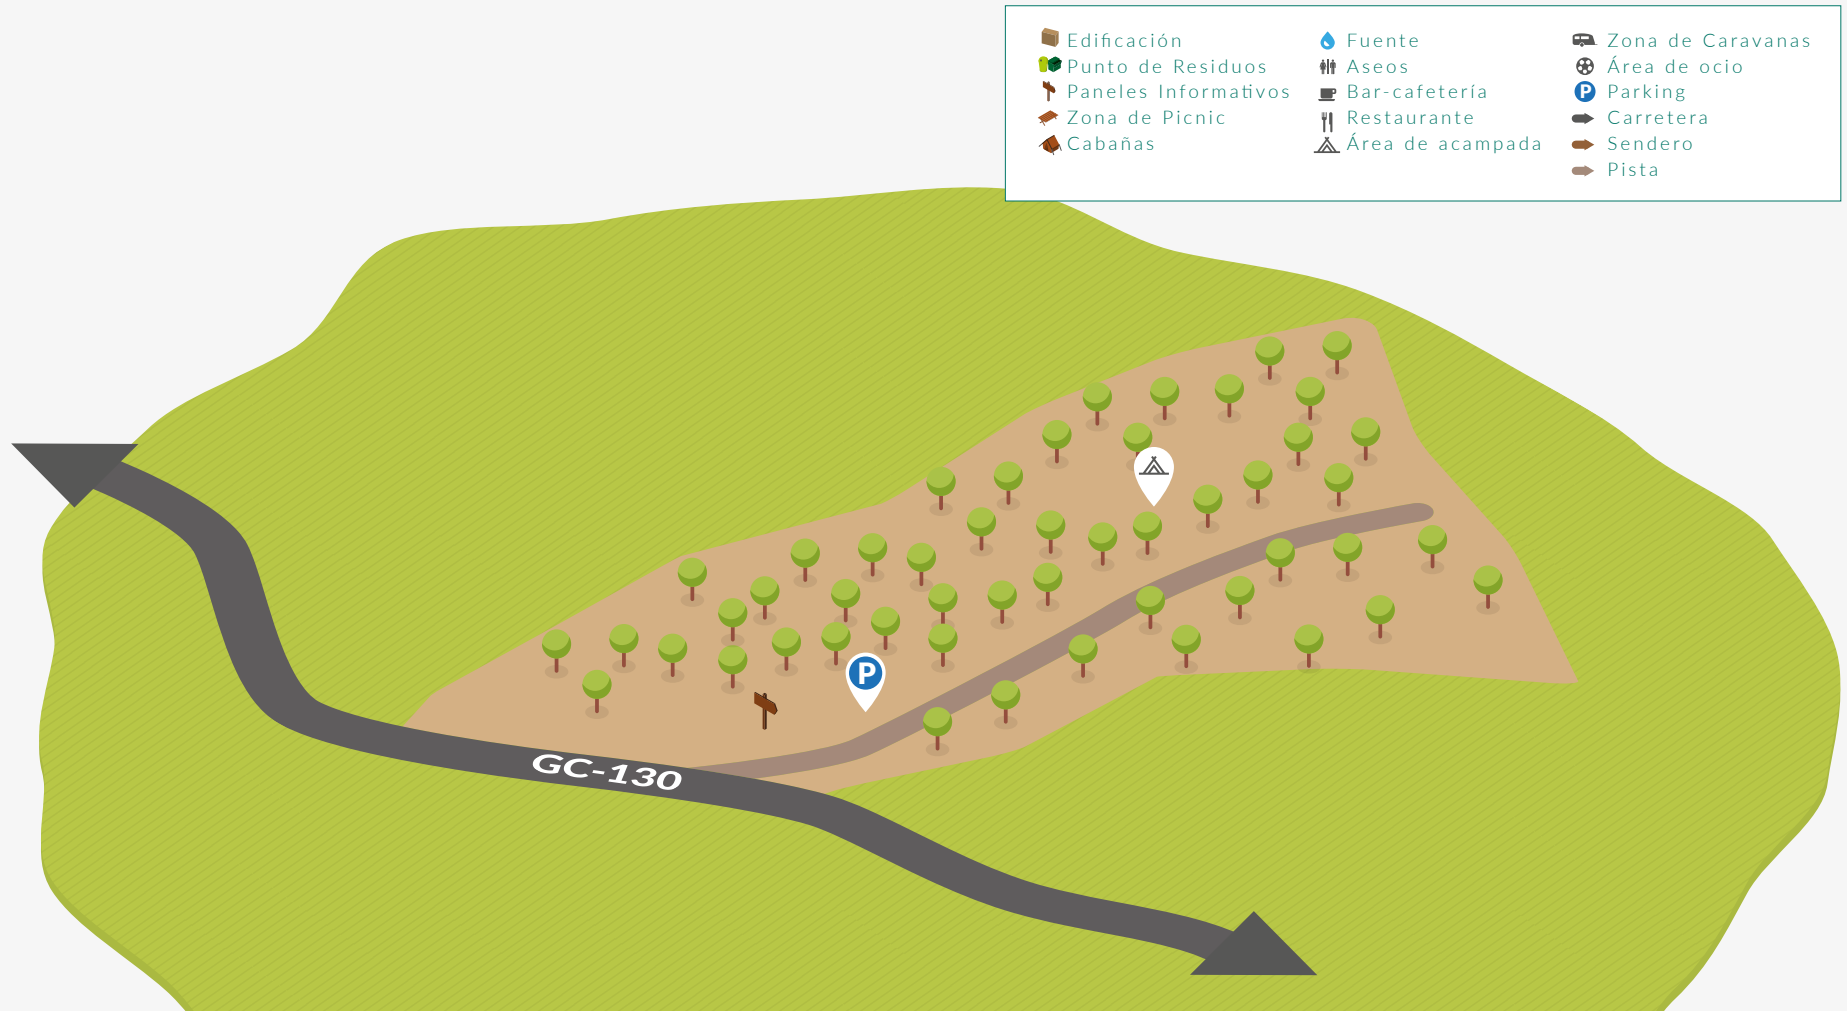 Edificación
Punto de Residuos
Paneles Informativos
Zona de Picnic
Cabañas
Fuente
Aseos
Bar-cafetería
Restaurante
Área de acampada
Zona de Caravanas
Área de ocio
P Parking
Carretera
Sendero
Pista
P
GC-130